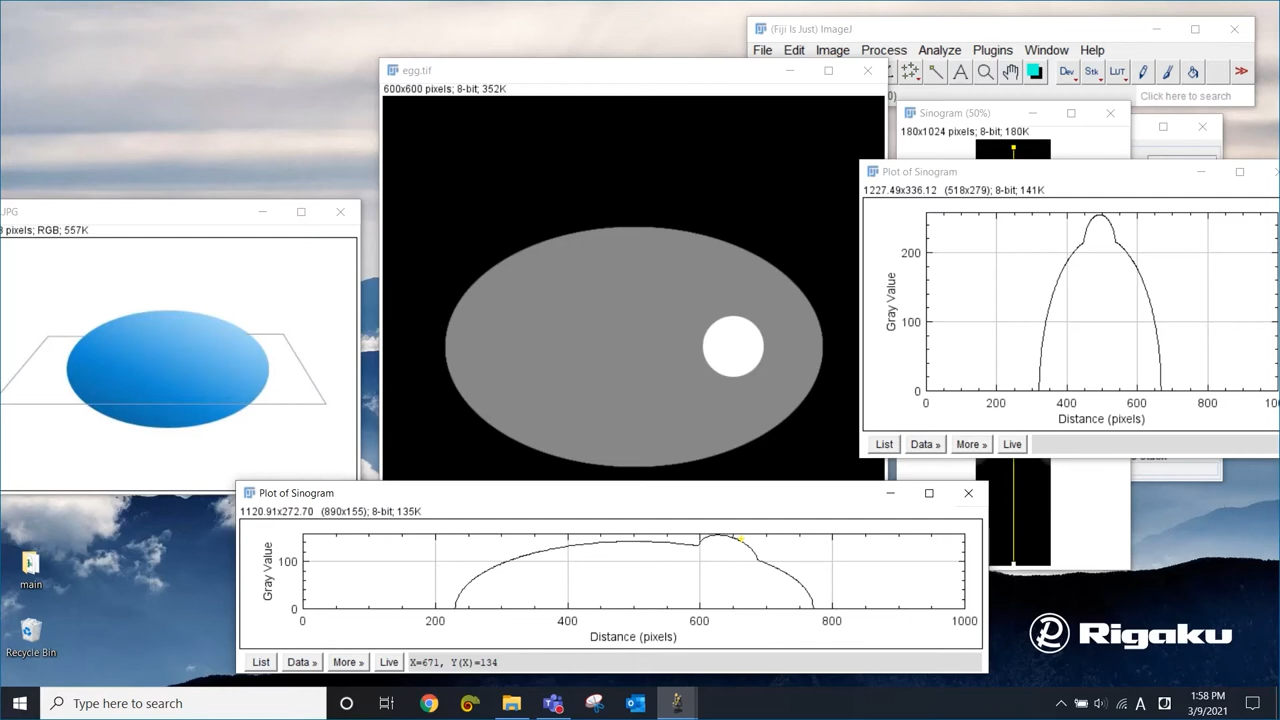 (Fiji Is Just) ImageJ
File Edit Image Process Analyze Plugins Window Help
Dev Stk LUT
0)
Click here to search
egg.tif
600x600 pixels; 8-bit; 352K
Sinogram (50%)
180x1024 pixels; 8-bit; 180K
Plot of Sinogram
1227.49x336.12 (518x279); 8-bit; 141K
200
100
0
Gray Value
0 200 400 600 800 100
Distance (pixels)
List Data » More » Live
JPG
8 pixels; RGB; 557K
Plot of Sinogram
1120.91x272.70 (890x155); 8-bit; 135K
100
0
Gray Value
0 200 400 600 800 1000
Distance (pixels)
List Data » More » Live X=671, Y(X)=134
main
Recycle Bin
Rigaku
Type here to search
A
1:58 PM
3/9/2021